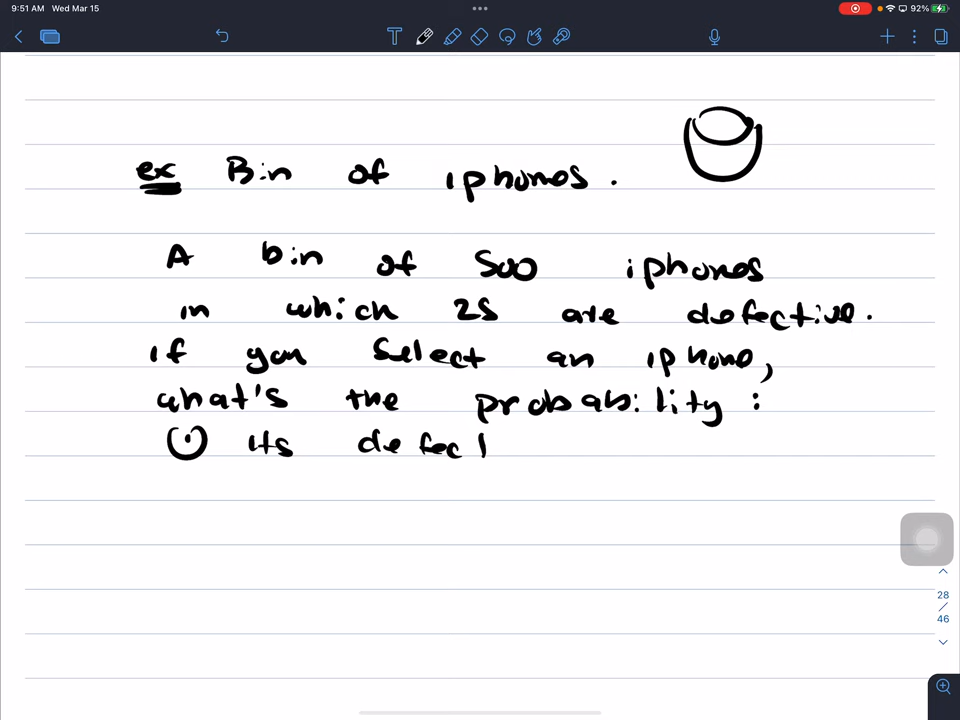 9:51 AM Wed Mar 15
92%
ex Bin of iphones.
A bin of 500 iphones
in which 25 are defective.
if you select an iphone,
what's the probability :
its defec
28
/
46